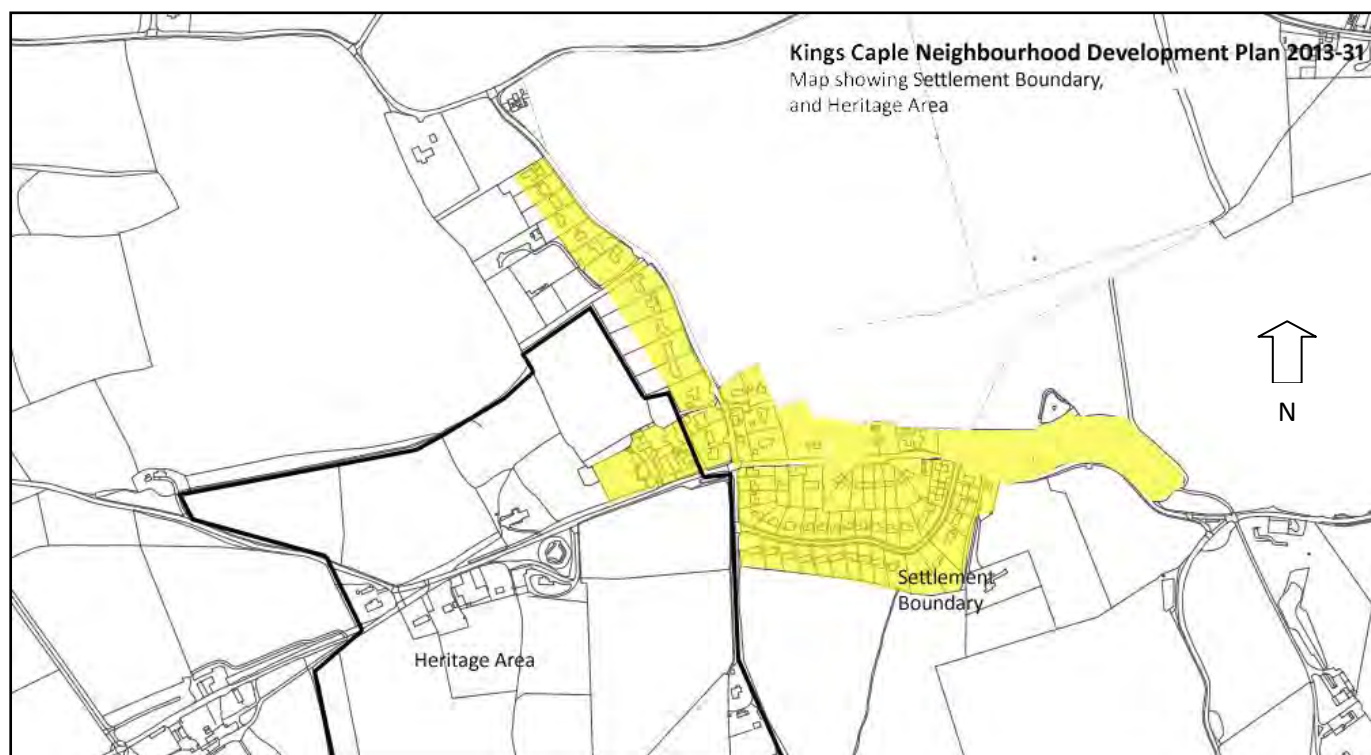 Kings Caple Neighbourhood Development Plan 2013-31
Map showing Settlement Boundary,
and Heritage Area
N
Settlement
Boundary
Heritage Area